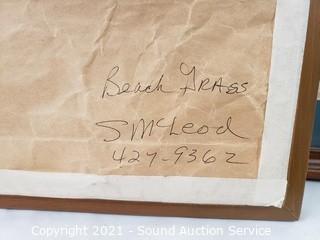 Beach GRASS
SMcLeod
427-9362
Copyright 2021 - Sound Auction Service